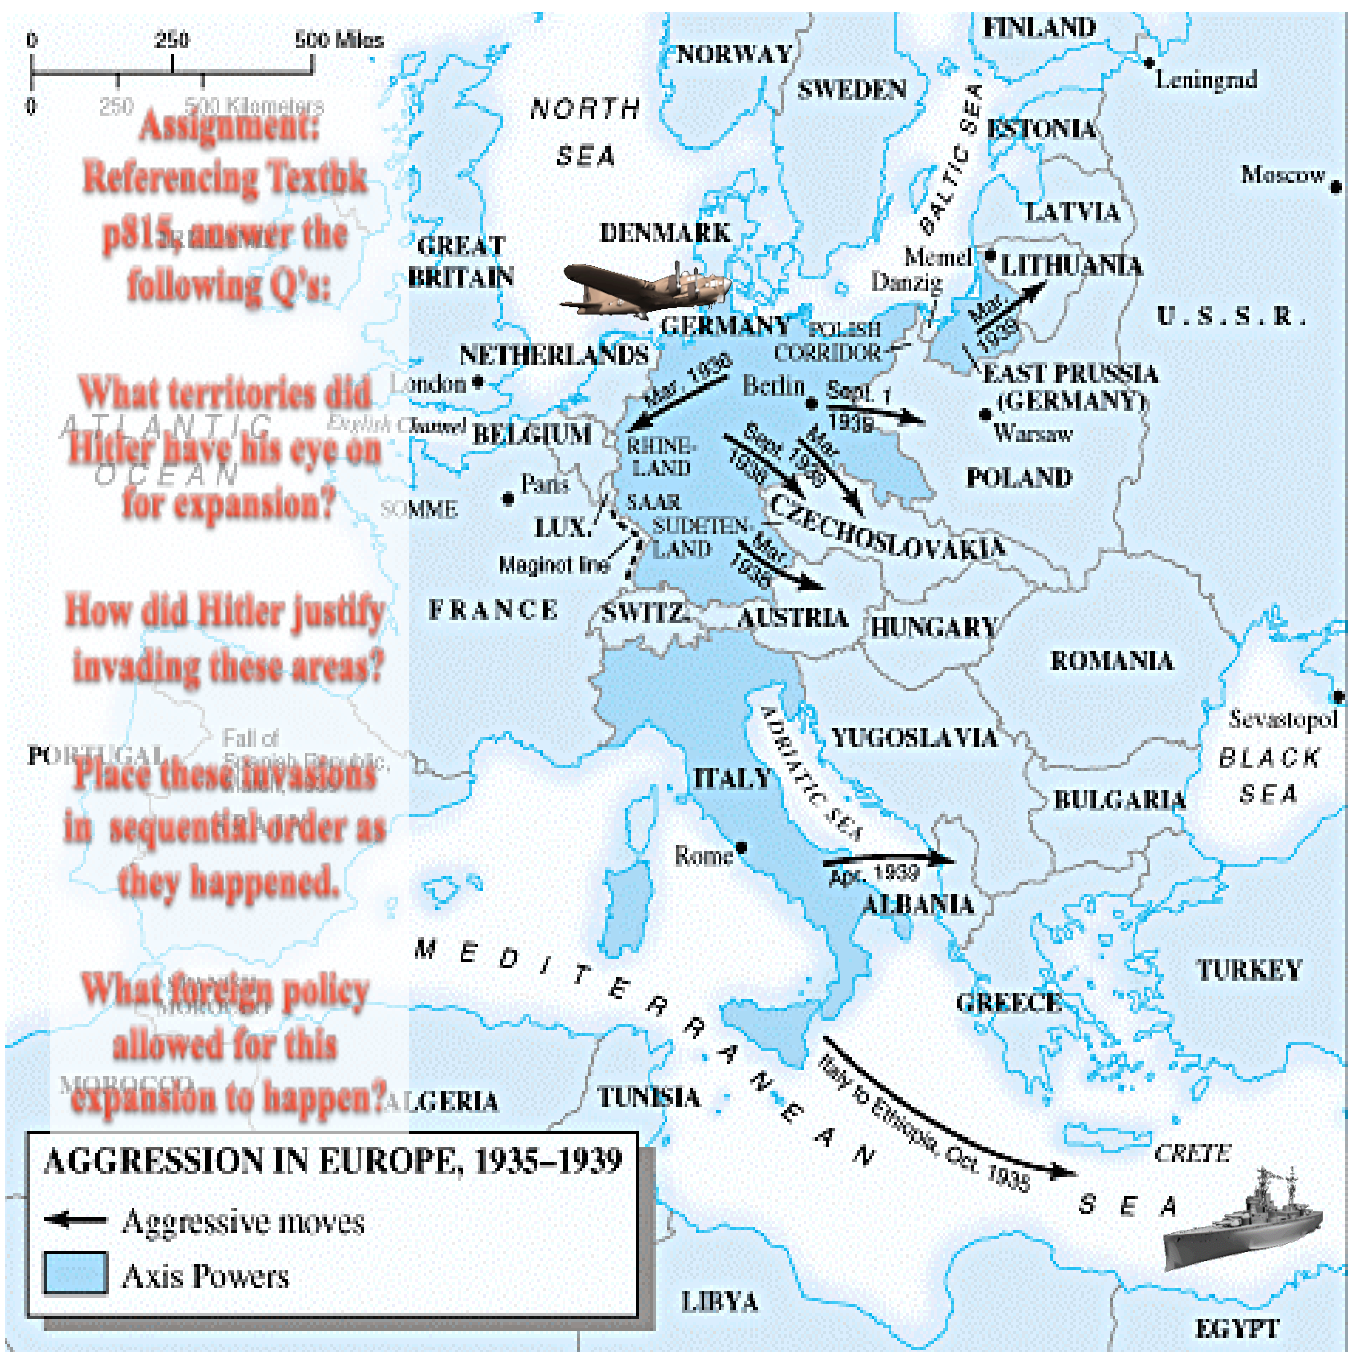 0 250 500 Miles
0 250 500 Kilometers
Assignment:
Referencing Textbk
p815, answer the
following Q's:
What territories did
Hitler have his eye on
for expansion?
How did Hitler justify
invading these areas?
Place these invasions
in sequential order as
they happened.
What foreign policy
allowed for this
expansion to happen?
NORWAY
SWEDEN
FINLAND
Leningrad
NORTH
SEA
BALTIC SEA
ESTONIA
Moscow
LATVIA
DENMARK
GREAT
BRITAIN
Memel
LITHUANIA
Danzig
Mar.
1939
U.S.S.R.
GERMANY
POLISH
CORRIDOR
NETHERLANDS
EAST PRUSSIA
(GERMANY)
London
Mar. 1936
Berlin
Sept. 1
1939
Warsaw
ATLANTIC
OCEAN
English Channel
BELGIUM
RHINE-
LAND
Sept.
1938
Mar.
1939
POLAND
Paris
SOMME
LUX.
SAAR
SUDETEN-
LAND
CZECHOSLOVAKIA
Maginot line
Mar.
1938
FRANCE
SWITZ.
AUSTRIA
HUNGARY
ROMANIA
Sevastopol
BLACK
SEA
PORTUGAL
Fall of
Spanish Republic,
YUGOSLAVIA
ADRIATIC SEA
ITALY
BULGARIA
Rome
Apr. 1939
ALBANIA
MEDITERRANEAN
SEA
TURKEY
GREECE
MOROCCO
MOROCCO
ALGERIA
TUNISIA
Italy to Ethiopia, Oct. 1935
CRETE
LIBYA
EGYPT
AGGRESSION IN EUROPE, 1935–1939
Aggressive moves
Axis Powers